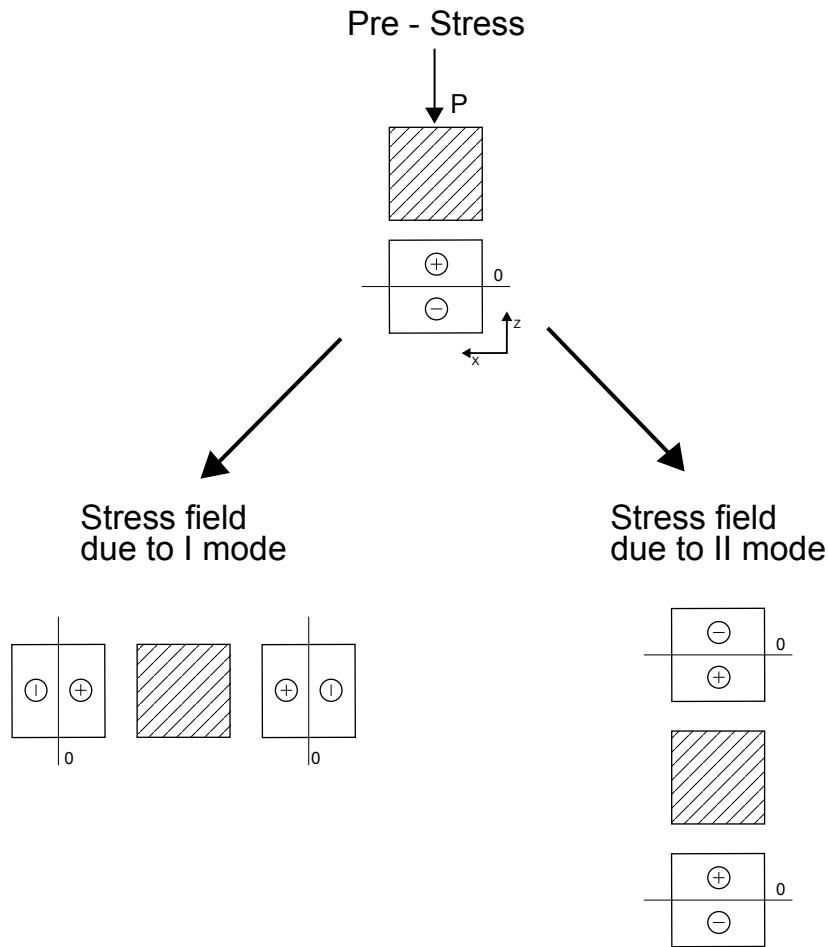 Pre - Stress
P
+
0
−
z
x
Stress field
due to I mode
Stress field
due to II mode
− +
0
+ −
0
−
0
+
+
0
−